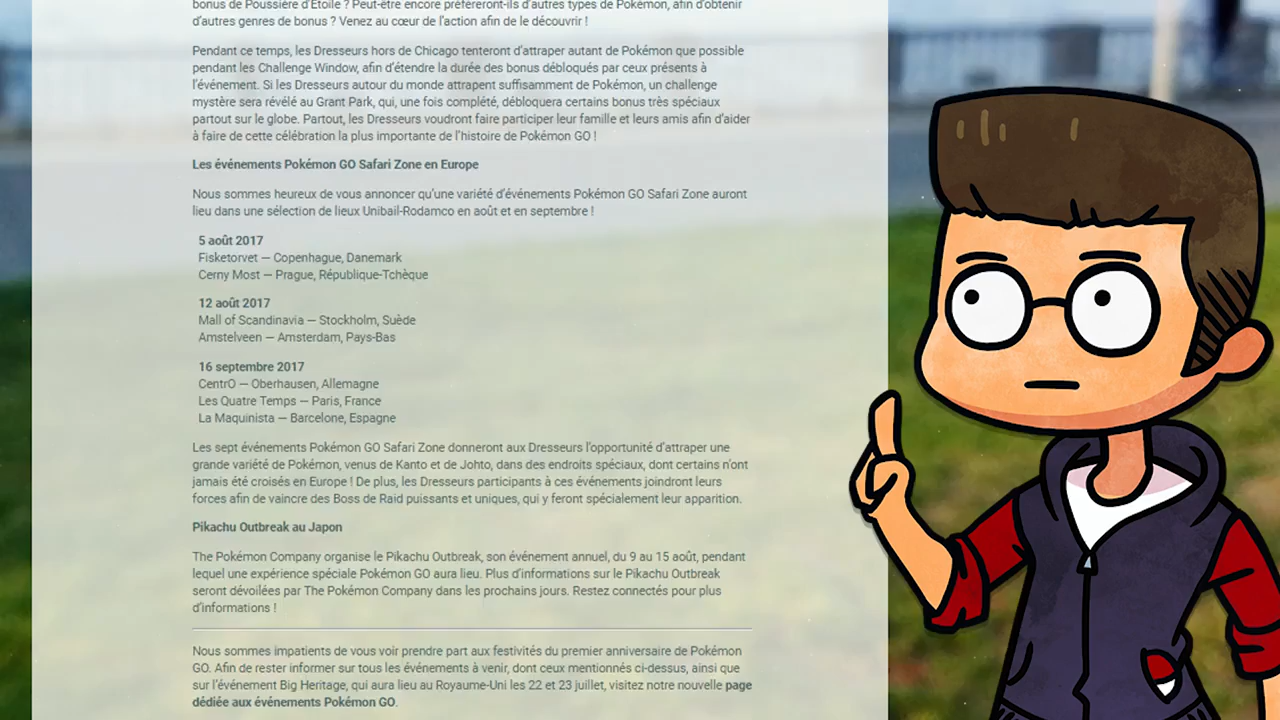 bonus de Poussière d'Étoile ? Peut-être encore préféreront-ils d'autres types de Pokémon, afin d'obtenir
d'autres genres de bonus ? Venez au cœur de l'action afin de le découvrir !
Pendant ce temps, les Dresseurs hors de Chicago tenteront d'attraper autant de Pokémon que possible
pendant les Challenge Window, afin d'étendre la durée des bonus débloqués par ceux présents à
l'événement. Si les Dresseurs autour du monde attrapent suffisamment de Pokémon, un challenge
mystère sera révélé au Grant Park, qui, une fois complété, débloquera certains bonus très spéciaux
partout sur le globe. Partout, les Dresseurs voudront faire participer leur famille et leurs amis afin d'aider
à faire de cette célébration la plus importante de l'histoire de Pokémon GO !
Les événements Pokémon GO Safari Zone en Europe
Nous sommes heureux de vous annoncer qu'une variété d'événements Pokémon GO Safari Zone auront
lieu dans une sélection de lieux Unibail-Rodamco en août et en septembre !
5 août 2017
Fisketorvet — Copenhague, Danemark
Cerny Most — Prague, République-Tchèque
12 août 2017
Mall of Scandinavia — Stockholm, Suède
Amstelveen — Amsterdam, Pays-Bas
16 septembre 2017
CentrO — Oberhausen, Allemagne
Les Quatre Temps — Paris, France
La Maquinista — Barcelone, Espagne
Les sept événements Pokémon GO Safari Zone donneront aux Dresseurs l'opportunité d'attraper une
grande variété de Pokémon, venus de Kanto et de Johto, dans des endroits spéciaux, dont certains n'ont
jamais été croisés en Europe ! De plus, les Dresseurs participants à ces événements joindront leurs
forces afin de vaincre des Boss de Raid puissants et uniques, qui y feront spécialement leur apparition.
Pikachu Outbreak au Japon
The Pokémon Company organise le Pikachu Outbreak, son événement annuel, du 9 au 15 août, pendant
lequel une expérience spéciale Pokémon GO aura lieu. Plus d'informations sur le Pikachu Outbreak
seront dévoilées par The Pokémon Company dans les prochains jours. Restez connectés pour plus
d'informations !
Nous sommes impatients de vous voir prendre part aux festivités du premier anniversaire de Pokémon
GO. Afin de rester informer sur tous les événements à venir, dont ceux mentionnés ci-dessus, ainsi que
sur l'événement Big Heritage, qui aura lieu au Royaume-Uni les 22 et 23 juillet, visitez notre nouvelle page
dédiée aux événements Pokémon GO.